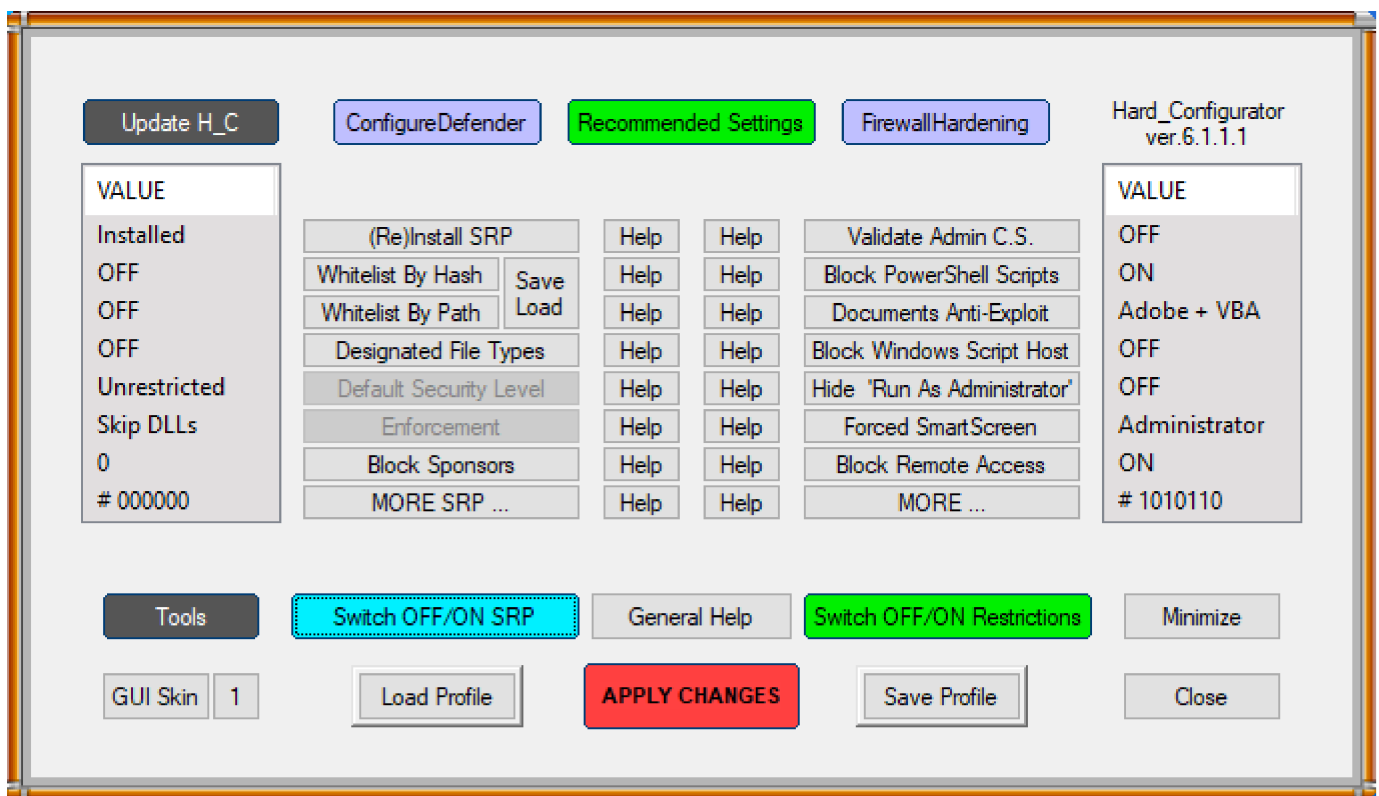 Update H_C ConfigureDefender Recommended Settings FirewallHardening Hard_Configurator
ver.6.1.1.1
VALUE VALUE
Installed (Re)Install SRP Help Help Validate Admin C.S. OFF
OFF Whitelist By Hash Save Help Help Block PowerShell Scripts ON
OFF Whitelist By Path Load Help Help Documents Anti-Exploit Adobe + VBA
OFF Designated File Types Help Help Block Windows Script Host OFF
Unrestricted Default Security Level Help Help Hide "Run As Administrator" OFF
Skip DLLs Enforcement Help Help Forced SmartScreen Administrator
0 Block Sponsors Help Help Block Remote Access ON
# 000000 MORE SRP ... Help Help MORE ... # 1010110
Tools Switch OFF/ON SRP General Help Switch OFF/ON Restrictions Minimize
GUI Skin 1 Load Profile APPLY CHANGES Save Profile Close